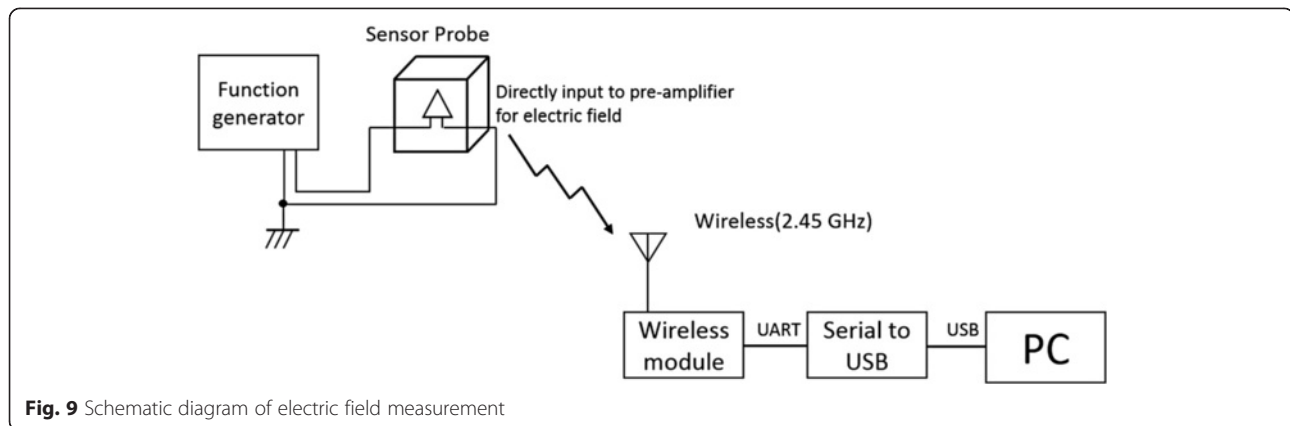 Sensor Probe
Function
generator
Directly input to pre-amplifier
for electric field
Wireless(2.45 GHz)
Wireless
module
UART
Serial to
USB
USB
PC
Fig. 9 Schematic diagram of electric field measurement